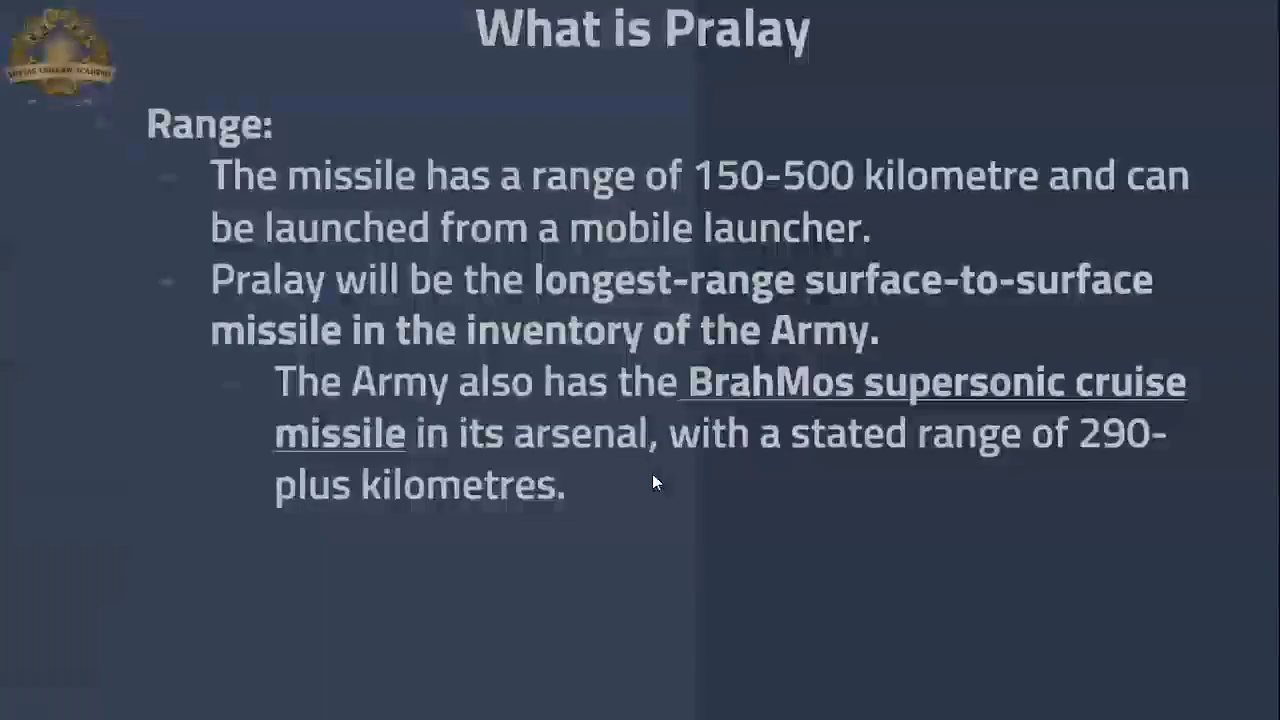 What is Pralay
Range:
- The missile has a range of 150-500 kilometre and can
be launched from a mobile launcher.
- Pralay will be the longest-range surface-to-surface
missile in the inventory of the Army.
- The Army also has the BrahMos supersonic cruise
missile in its arsenal, with a stated range of 290-
plus kilometres.